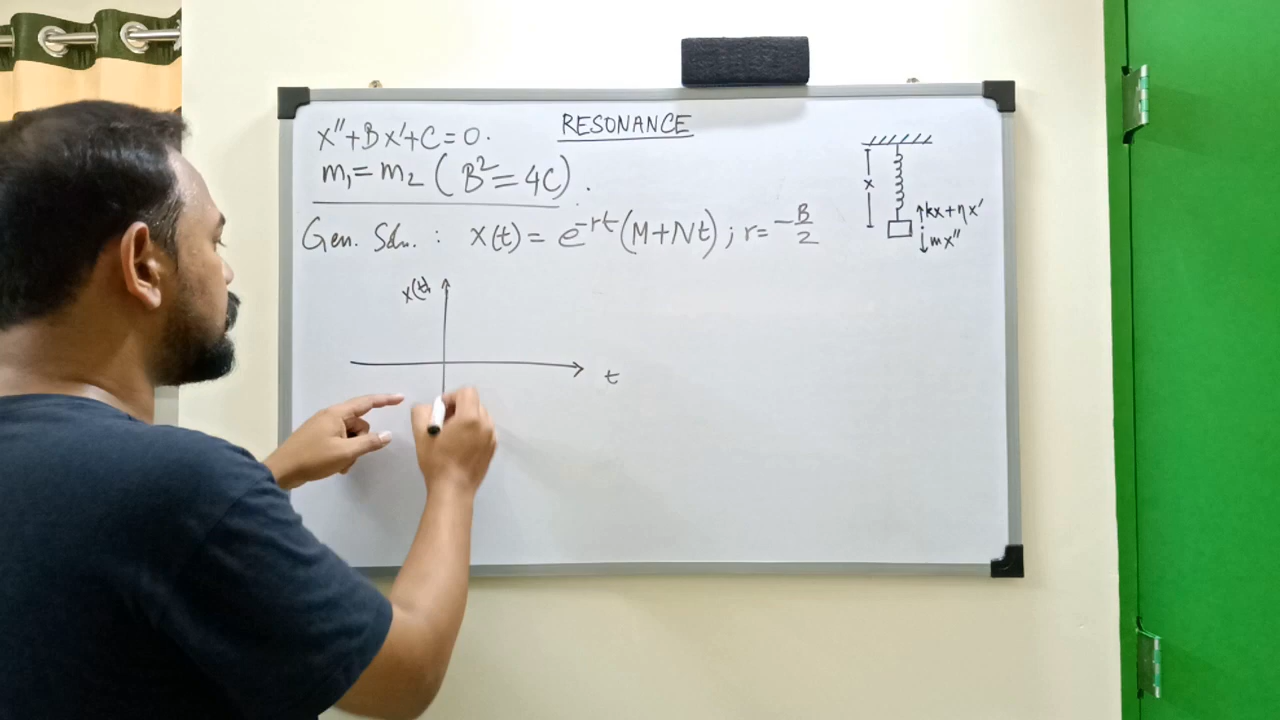 RESONANCE
x''+Bx'+C=0.
m₁=m₂ (B²=4C).
Gen. Soln. : x(t)= e^-rt(M+Nt); r= -B/2
x
↑kx+ηx'
↓mx''
x(t)
t